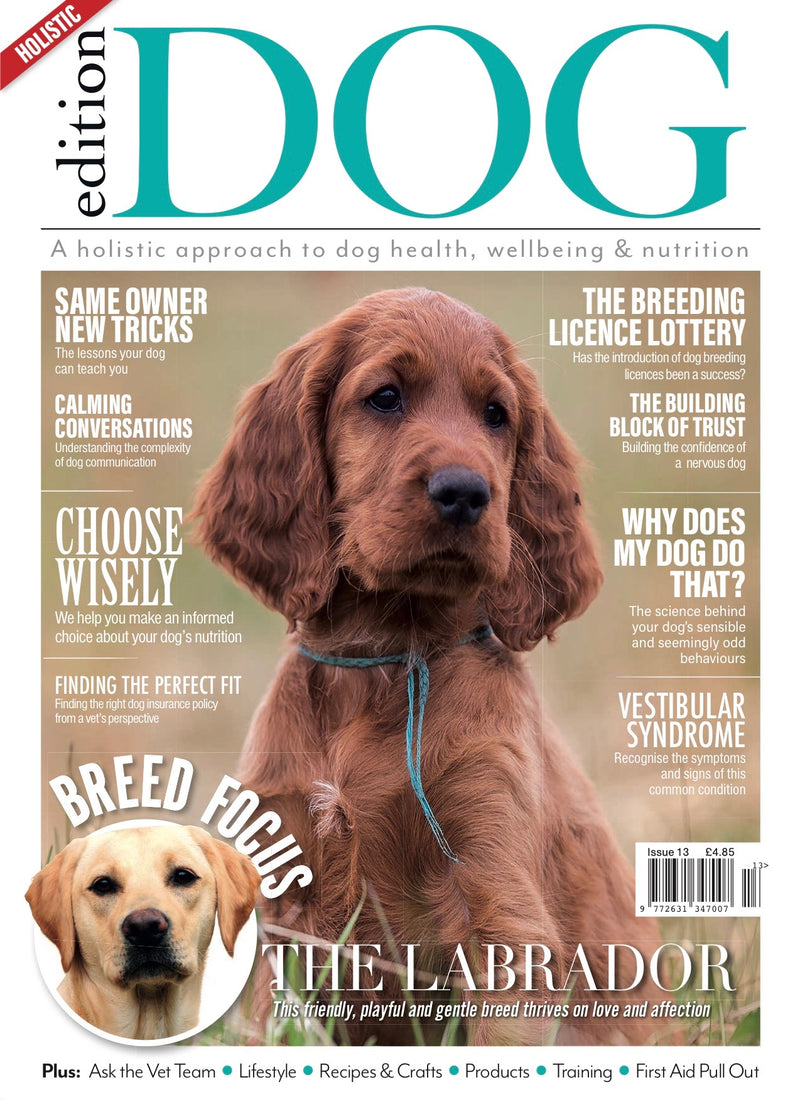 HOLISTIC
edition
DOG
A holistic approach to dog health, wellbeing & nutrition
SAME OWNER
NEW TRICKS
The lessons your dog
can teach you
CALMING
CONVERSATIONS
Understanding the complexity
of dog communication
CHOOSE
WISELY
We help you make an informed
choice about your dog's nutrition
FINDING THE PERFECT FIT
Finding the right dog insurance policy
from a vet's perspective
THE BREEDING
LICENCE LOTTERY
Has the introduction of dog breeding
licences been a success?
THE BUILDING
BLOCK OF TRUST
Building the confidence of
a nervous dog
WHY DOES
MY DOG DO
THAT?
The science behind
your dog's sensible
and seemingly odd
behaviours
VESTIBULAR
SYNDROME
Recognise the symptoms
and signs of this
common condition
BREED FOCUS
Issue 13 £4.85
13>
9 772631 347007
THE LABRADOR
This friendly, playful and gentle breed thrives on love and affection
Plus: Ask the Vet Team • Lifestyle • Recipes & Crafts • Products • Training • First Aid Pull Out